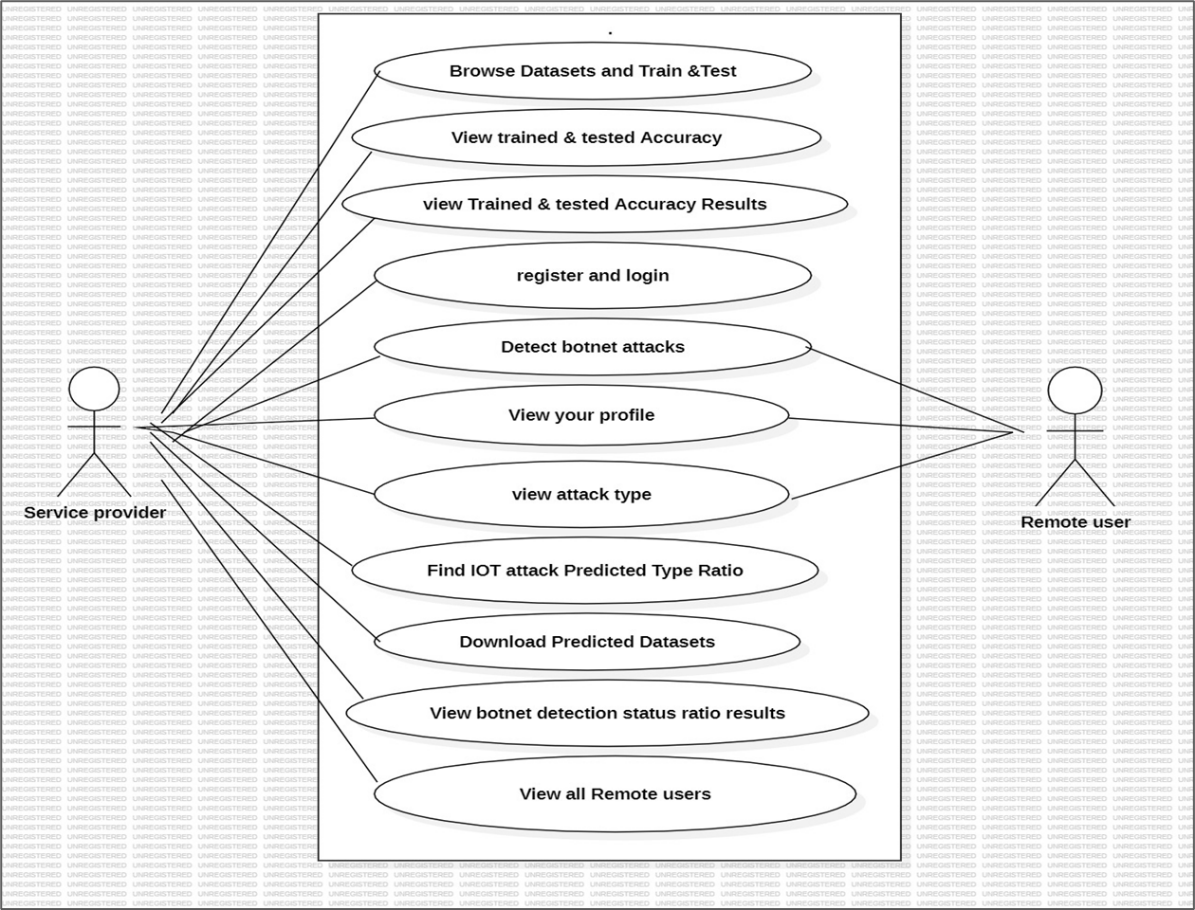 Browse Datasets and Train &Test
View trained & tested Accuracy
view Trained & tested Accuracy Results
register and login
Detect botnet attacks
View your profile
view attack type
Service provider
Remote user
Find IOT attack Predicted Type Ratio
Download Predicted Datasets
View botnet detection status ratio results
View all Remote users
UNREGISTERED